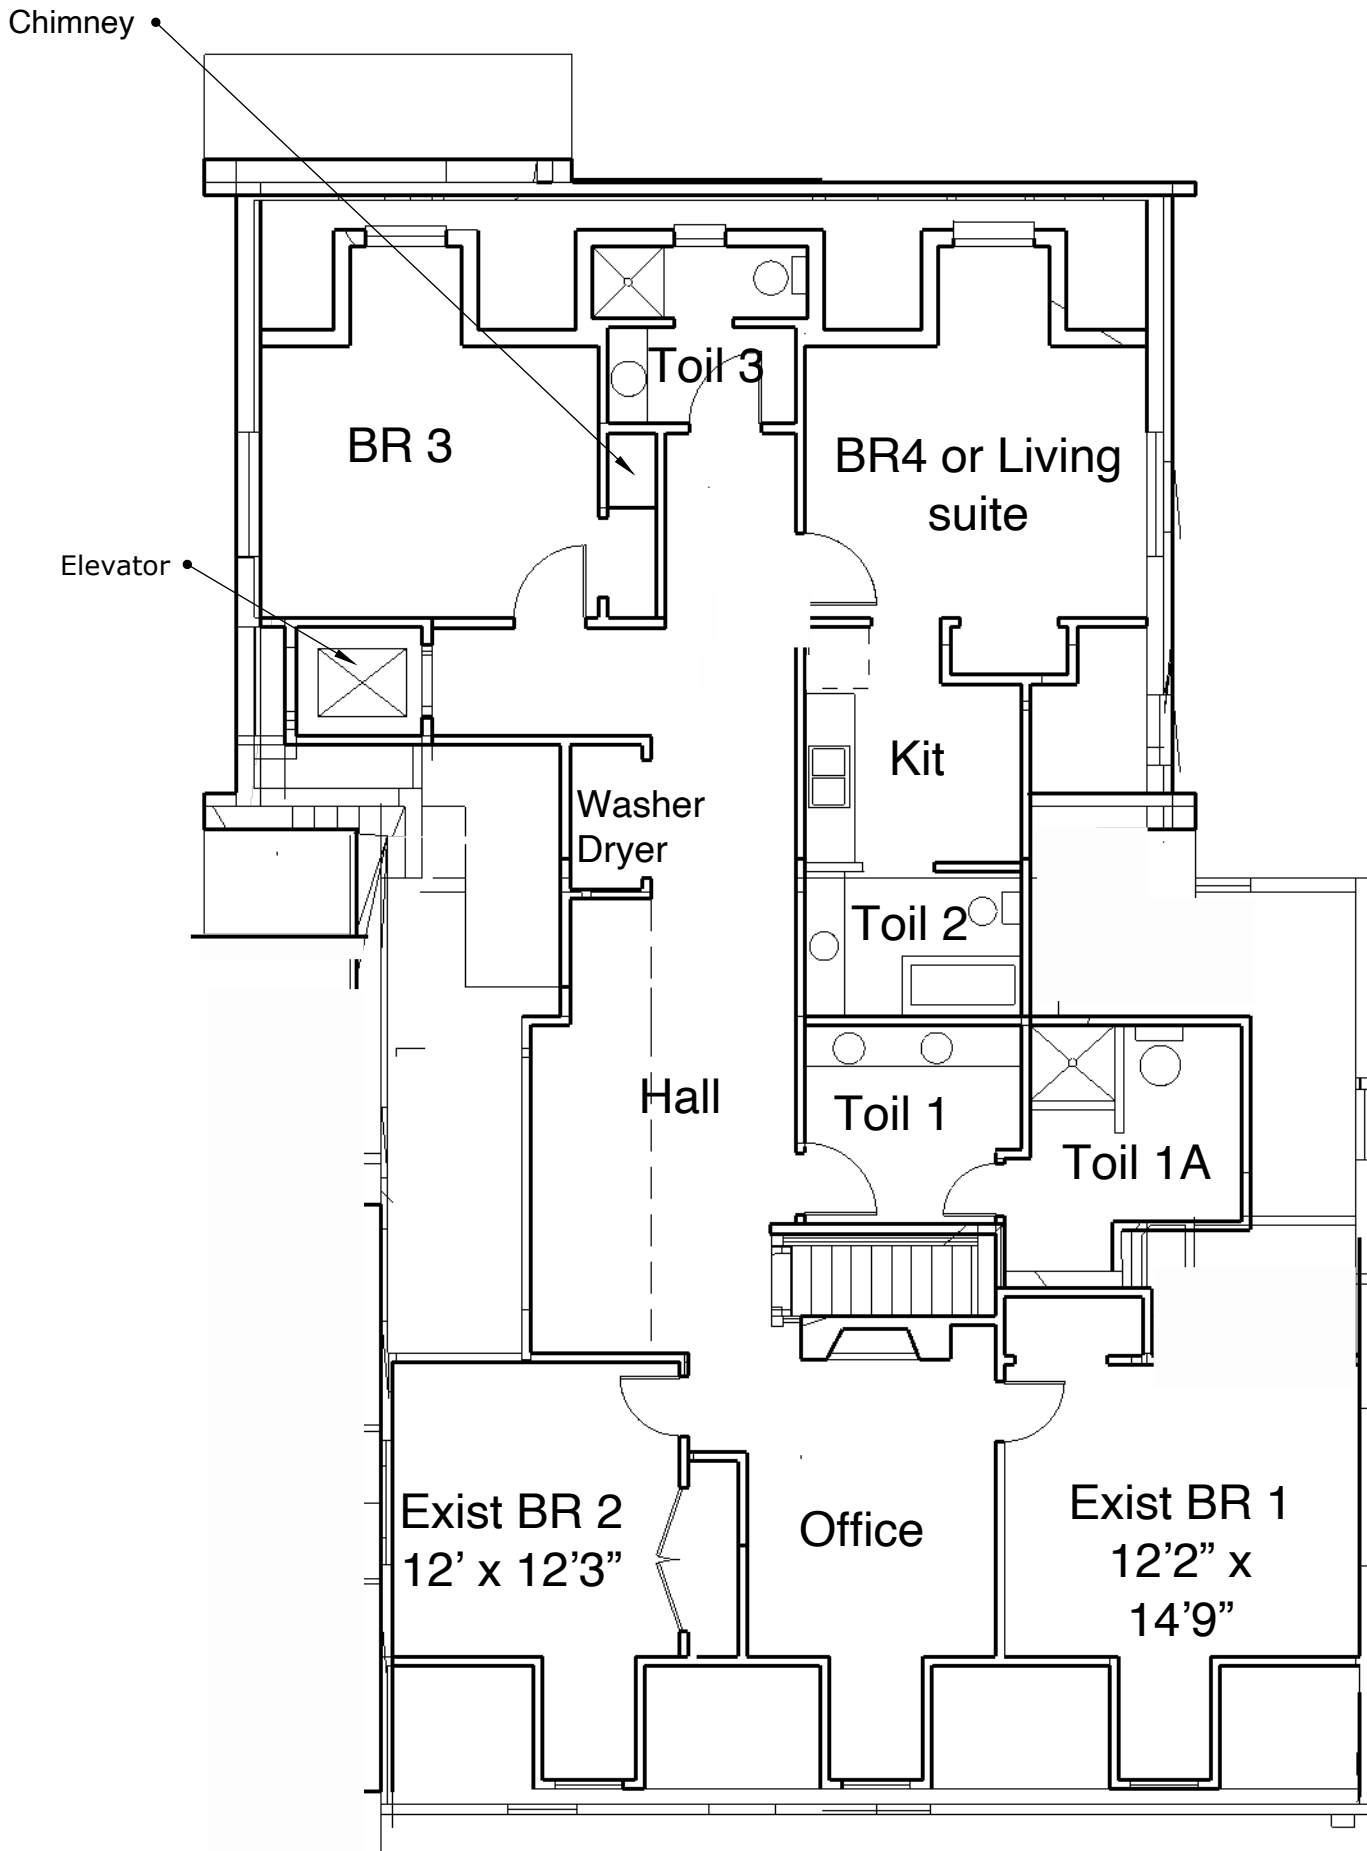 Chimney
Toil 3
BR 3
BR4 or Living
suite
Elevator
Kit
Washer
Dryer
Toil 2
Hall
Toil 1
Toil 1A
Exist BR 2
12’ x 12’3”
Office
Exist BR 1
12’2” x
14’9”